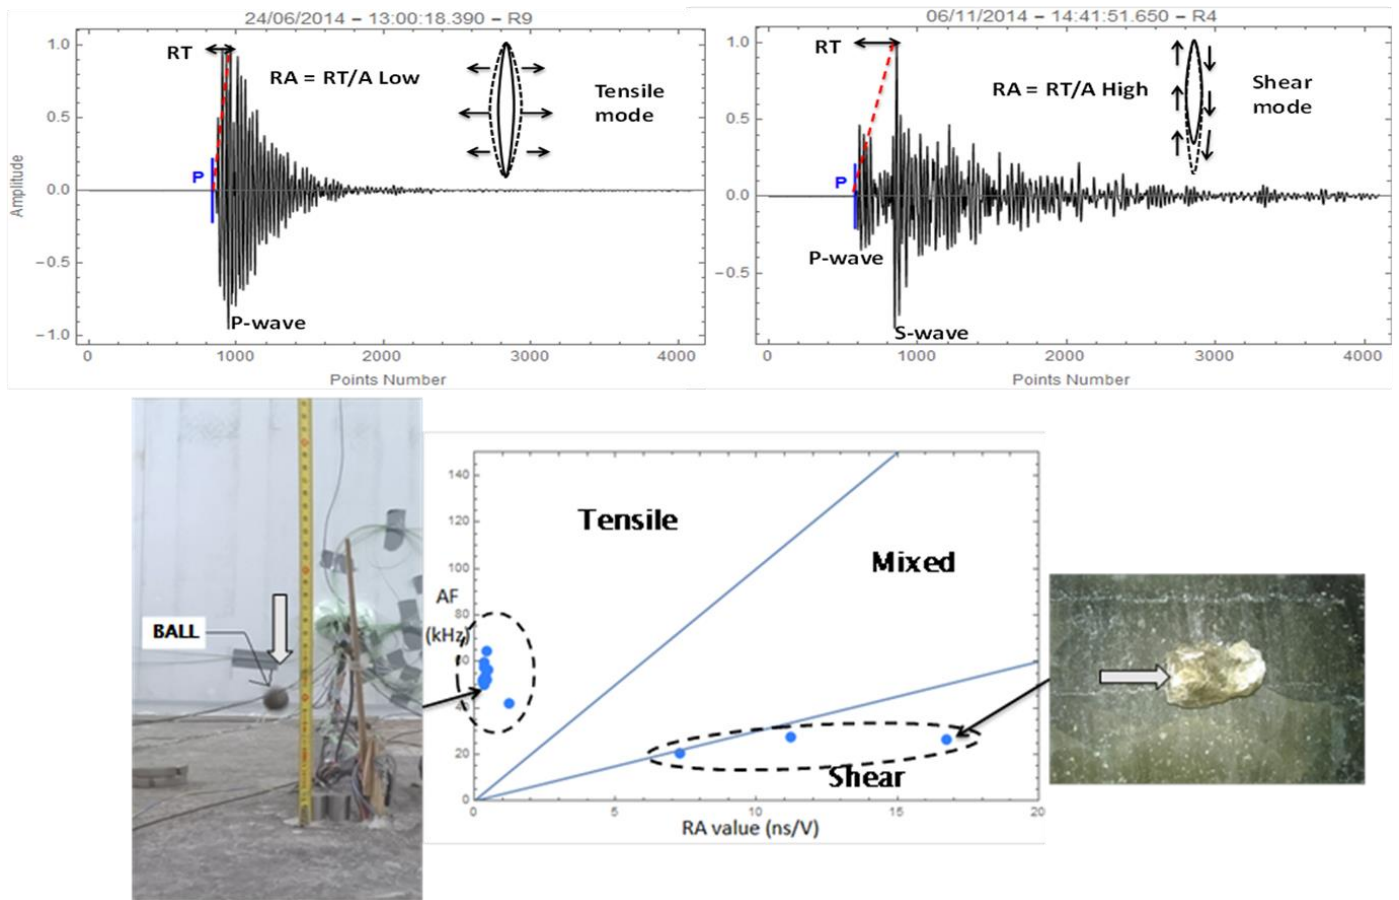 24/06/2014 – 13:00:18.390 – R9
1.0
0.5
0.0
−0.5
−1.0
Amplitude
RT
RA = RT/A Low
Tensile
mode
P
P-wave
0
1000
2000
3000
4000
Points Number
06/11/2014 – 14:41:51.650 – R4
1.0
0.5
0.0
−0.5
RT
RA = RT/A High
Shear
mode
P
P-wave
S-wave
0
1000
2000
3000
4000
Points Number
BALL
140
120
100
AF
80
(kHz)
60
40
20
0
Tensile
Mixed
Shear
0
5
10
15
20
RA value (ns/V)